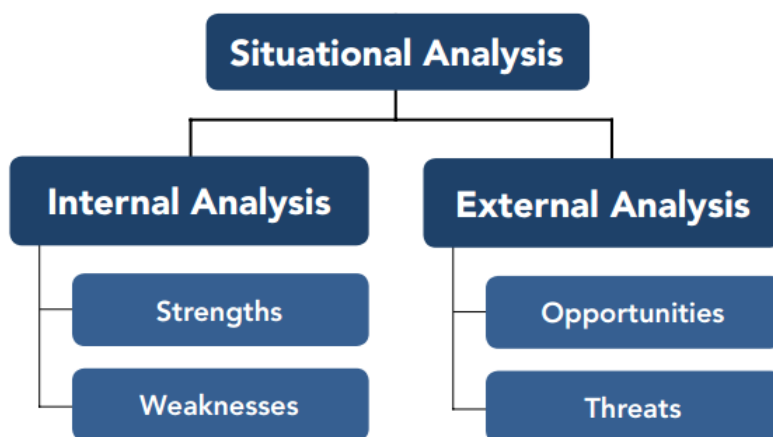 Situational Analysis
Internal Analysis
External Analysis
Strengths
Opportunities
Weaknesses
Threats